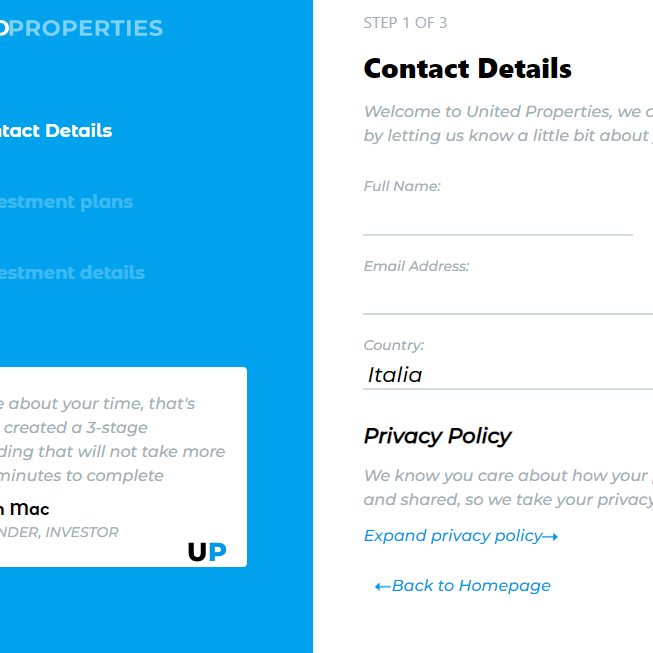 PROPERTIES
Contact Details
estment plans
estment details
e about your time, that's
created a 3-stage
ding that will not take more
minutes to complete
n Mac
NDER, INVESTOR
UP
STEP 1 OF 3
Contact Details
Welcome to United Properties, we
by letting us know a little bit about
Full Name:
Email Address:
Country:
Italia
Privacy Policy
We know you care about how your
and shared, so we take your privacy
Expand privacy policy→
←Back to Homepage